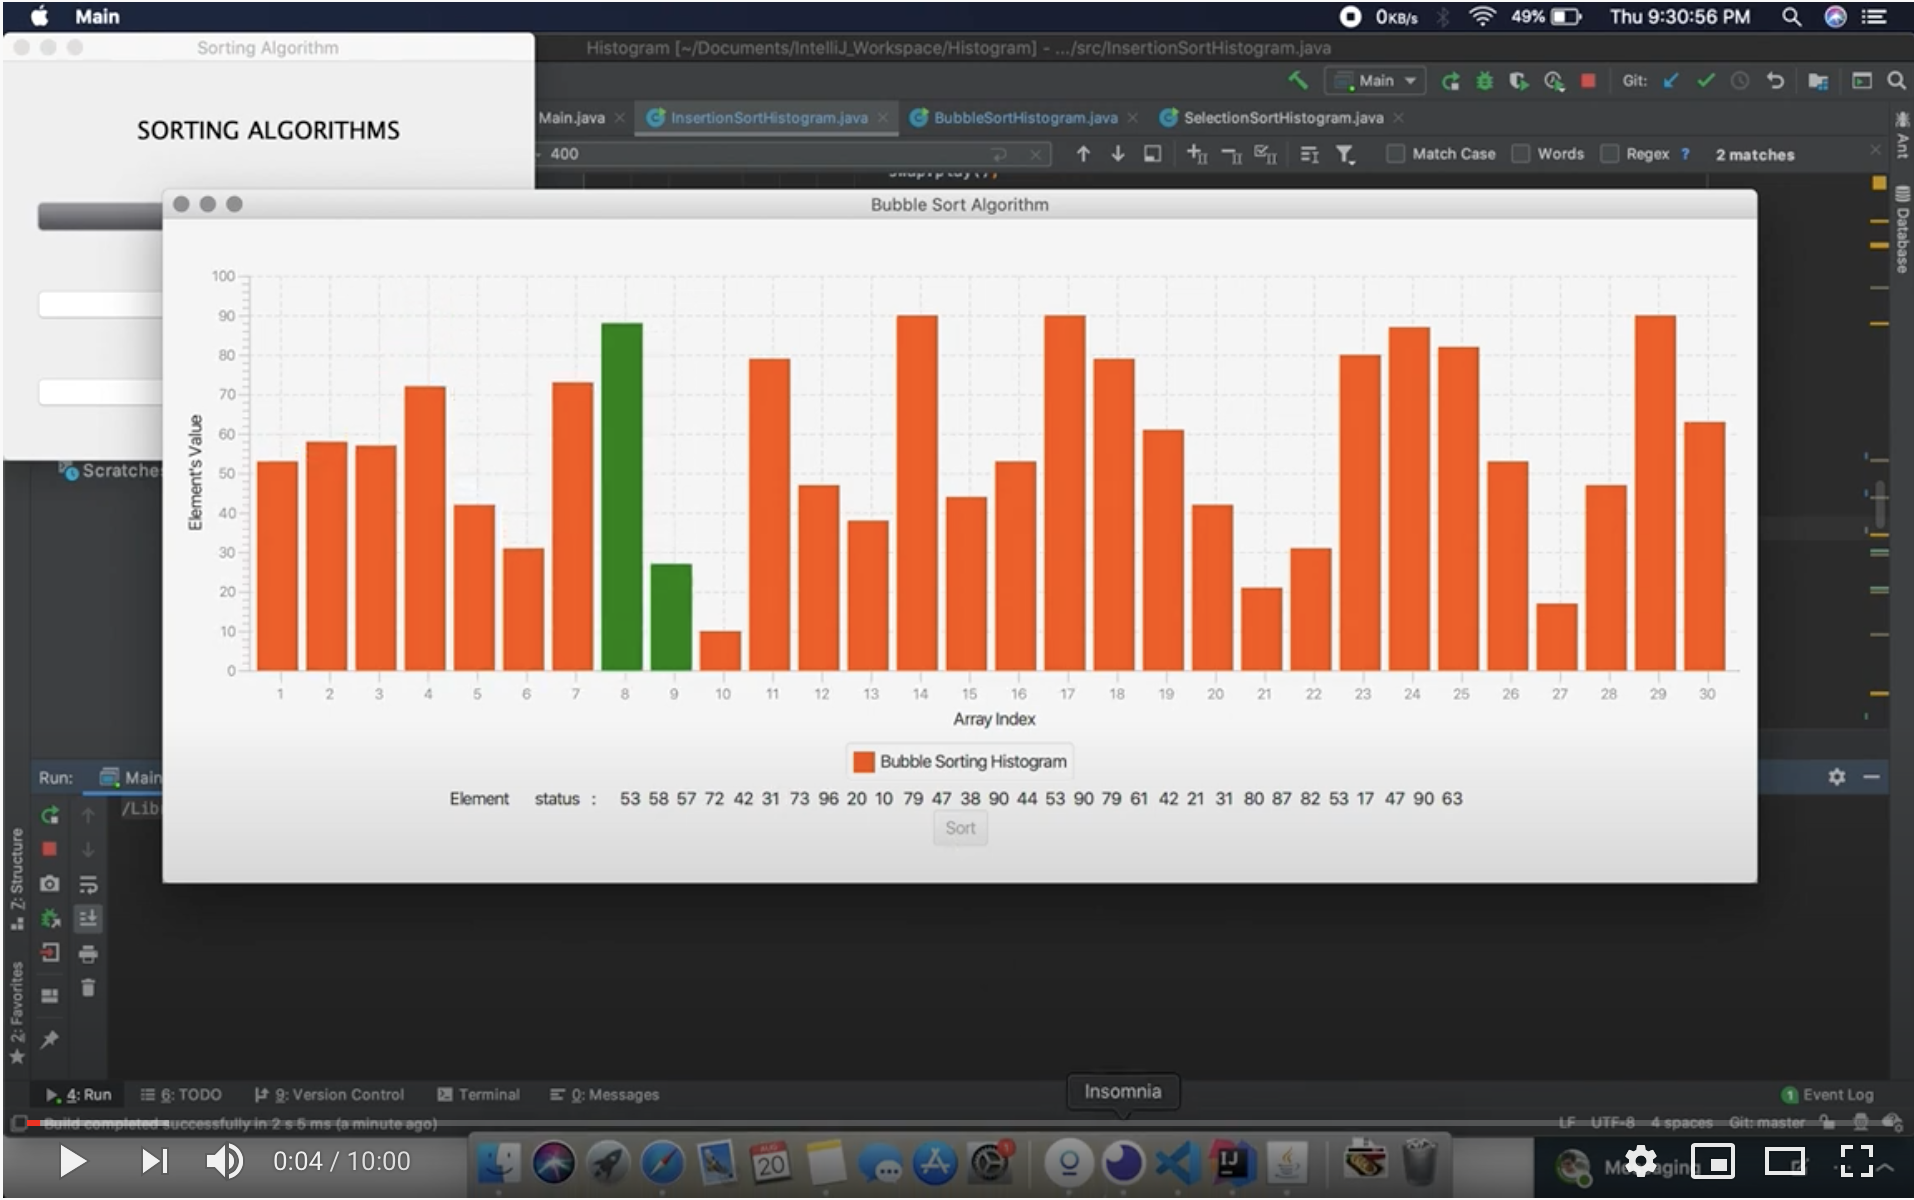 Main 0KB/s 49% Thu 9:30:56 PM
Sorting Algorithm
Histogram [~/Documents/IntelliJ_Workspace/Histogram] - .../src/InsertionSortHistogram.java
Main Git:
SORTING ALGORITHMS
Main.java InsertionSortHistogram.java BubbleSortHistogram.java SelectionSortHistogram.java
400 Match Case Words Regex ? 2 matches
Ant
Database
Bubble Sort Algorithm
100
90
80
70
60
50
40
30
20
10
0
Element's Value
1 2 3 4 5 6 7 8 9 10 11 12 13 14 15 16 17 18 19 20 21 22 23 24 25 26 27 28 29 30
Array Index
Bubble Sorting Histogram
Element status : 53 58 57 72 42 31 73 96 20 10 79 47 38 90 44 53 90 79 61 42 21 31 80 87 82 53 17 47 90 63
Sort
Scratches
Run: Main
/Lib
Z: Structure
2: Favorites
4: Run 6: TODO 9: Version Control Terminal 0: Messages
Insomnia
1 Event Log
Build completed successfully in 2 s 5 ms (a minute ago)
LF UTF-8 4 spaces Git: master
0:04 / 10:00
AUG
20
1
IJ